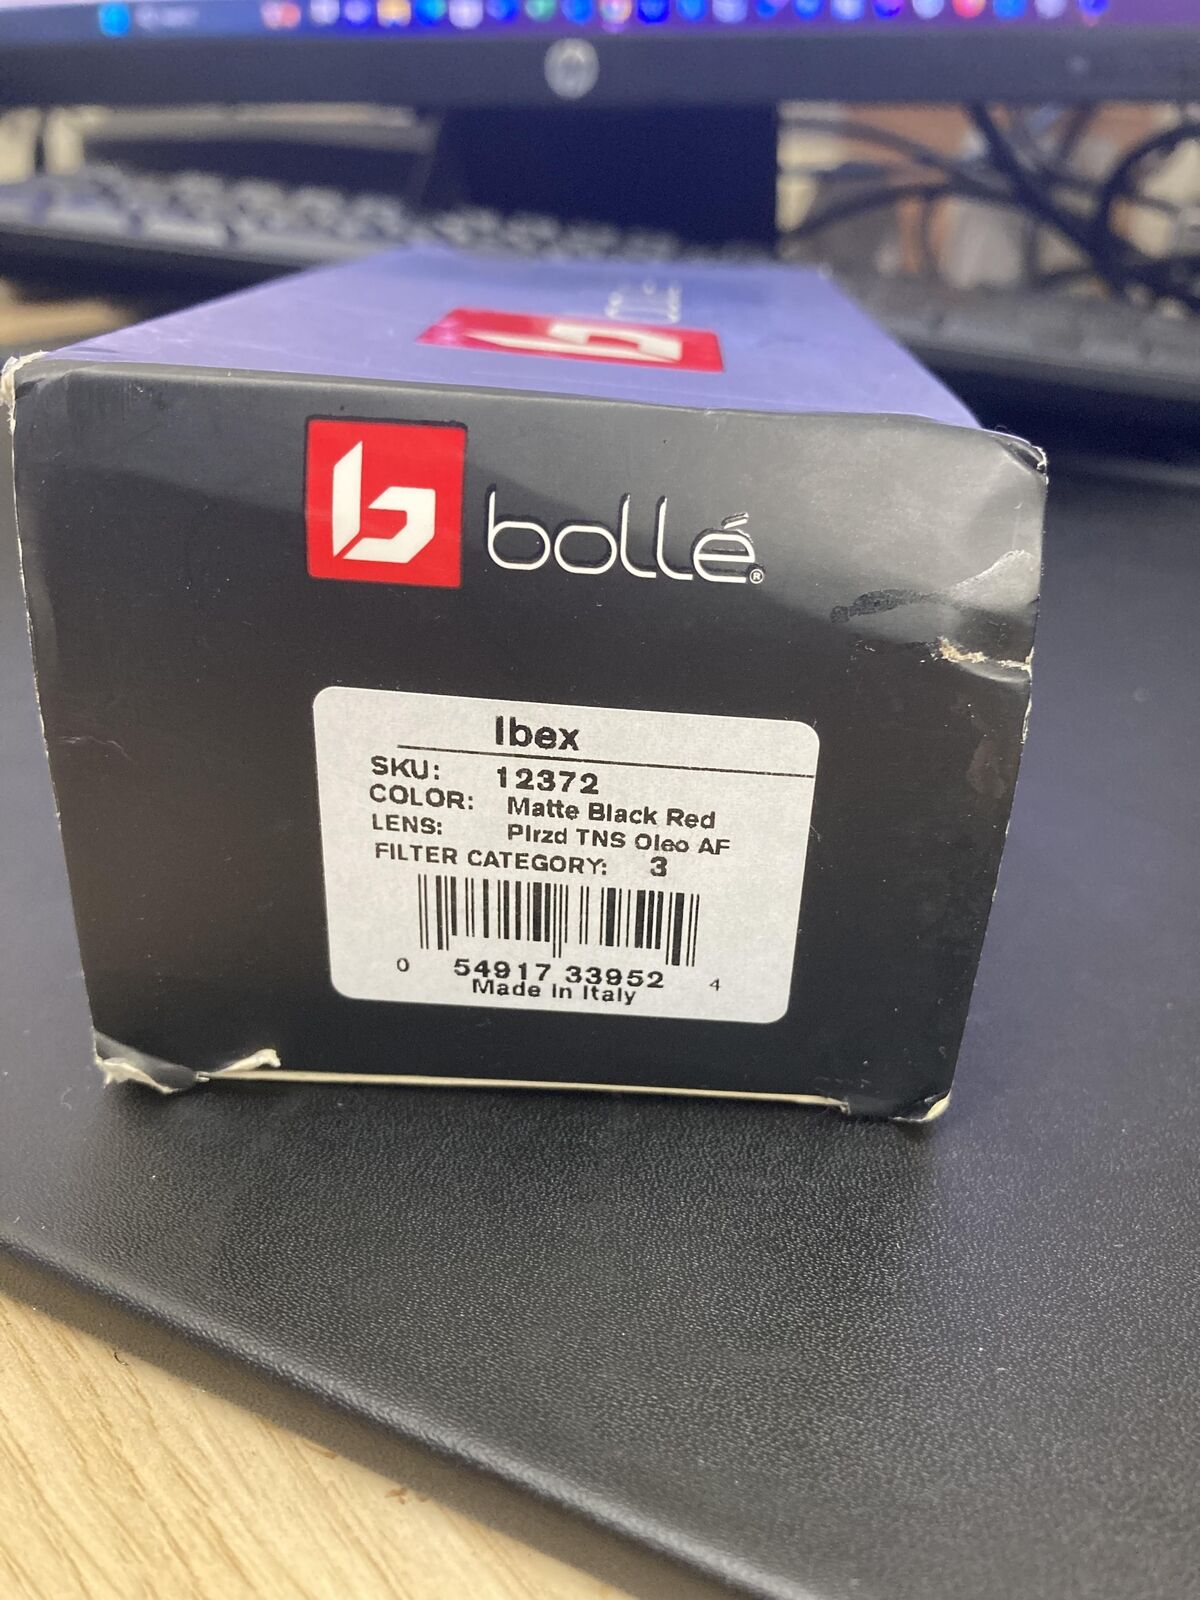 bollé®
Ibex
SKU: 12372
COLOR: Matte Black Red
LENS: Plrzd TNS Oleo AF
FILTER CATEGORY: 3
0 54917 33952 4
Made in Italy